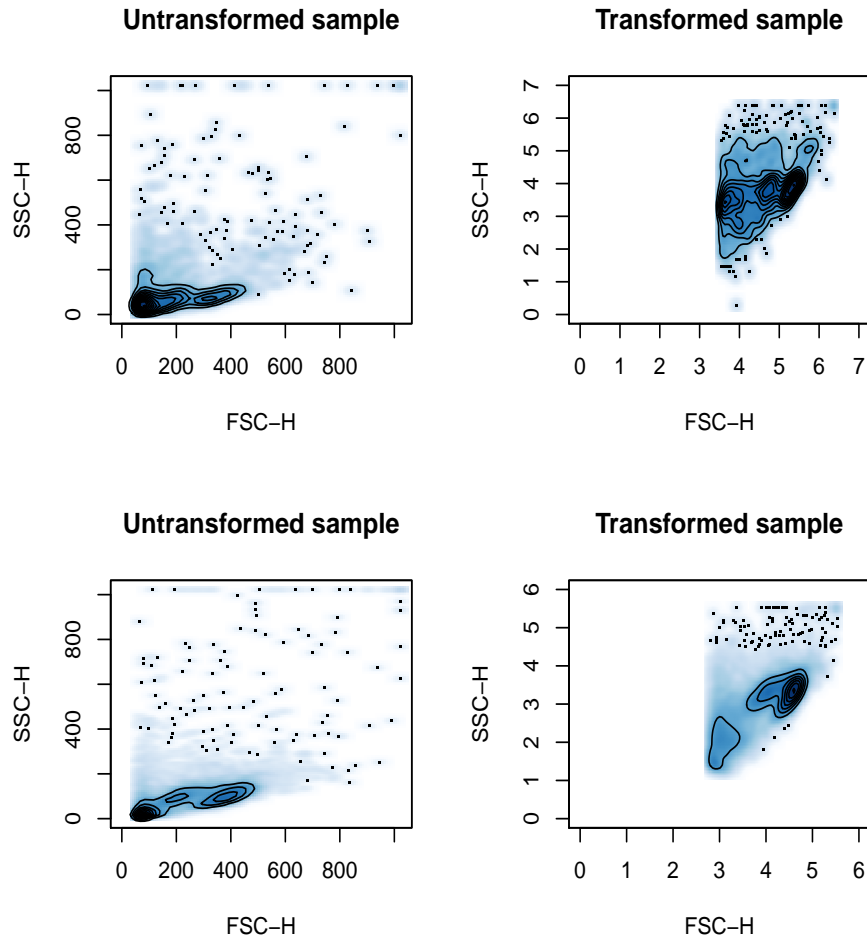 Untransformed sample
Transformed sample
SSC−H
0 400 800
0 200 400 600 800
FSC−H
SSC−H
0 1 2 3 4 5 6 7
0 1 2 3 4 5 6 7
FSC−H
Untransformed sample
Transformed sample
SSC−H
0 400 800
0 200 400 600 800
FSC−H
SSC−H
0 1 2 3 4 5 6
0 1 2 3 4 5 6
FSC−H